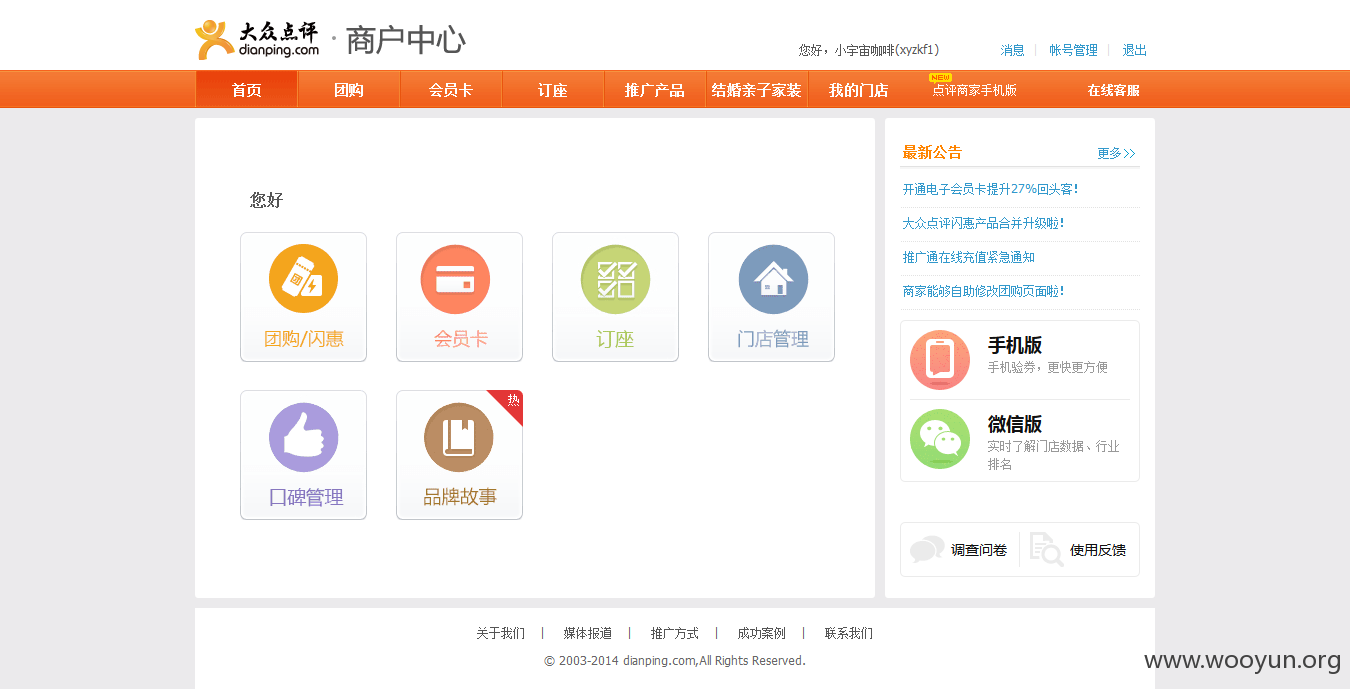 大众点评
dianping.com
· 商户中心
您好，小宇宙咖啡(xyzkf1)
消息 | 帐号管理 | 退出
首页 团购 会员卡 订座 推广产品 结婚亲子家装 我的门店 NEW 点评商家手机版 在线客服
您好
团购/闪惠
会员卡
订座
门店管理
口碑管理
热
品牌故事
最新公告 更多>>
开通电子会员卡提升27%回头客！
大众点评闪惠产品合并升级啦！
推广通在线充值紧急通知
商家能够自助修改团购页面啦！
手机版
手机验券，更快更方便
微信版
实时了解门店数据、行业
排名
调查问卷 使用反馈
关于我们 | 媒体报道 | 推广方式 | 成功案例 | 联系我们
© 2003-2014 dianping.com,All Rights Reserved.
www.wooyun.org